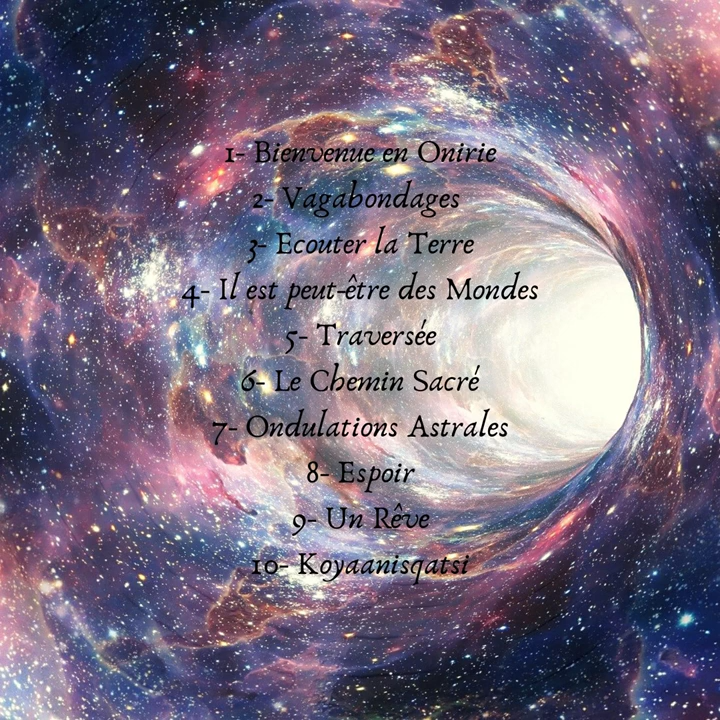 1- Bienvenue en Onirie
2- Vagabondages
3- Ecouter la Terre
4- Il est peut-être des Mondes
5- Traversée
6- Le Chemin Sacré
7- Ondulations Astrales
8- Espoir
9- Un Rêve
10- Koyaanisqatsi